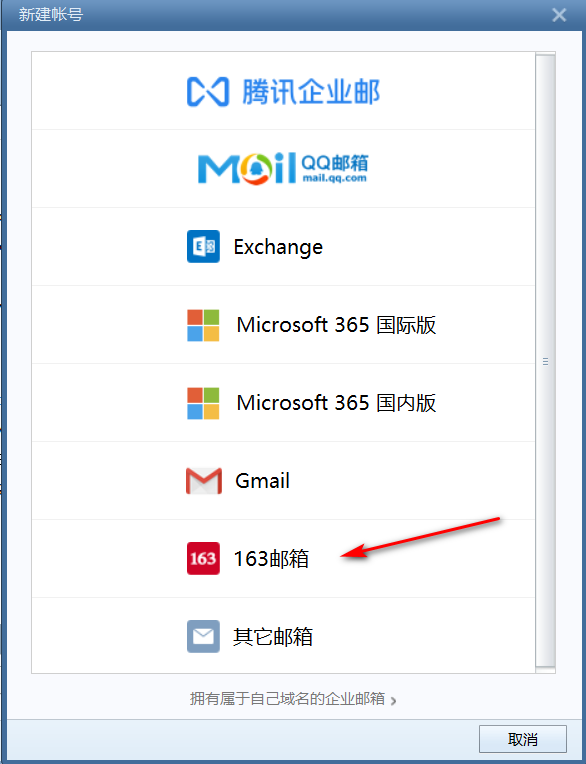 新建帐号
腾讯企业邮
Mail QQ邮箱
mail.qq.com
Exchange
Microsoft 365 国际版
Microsoft 365 国内版
Gmail
163 163邮箱
其它邮箱
拥有属于自己域名的企业邮箱
取消